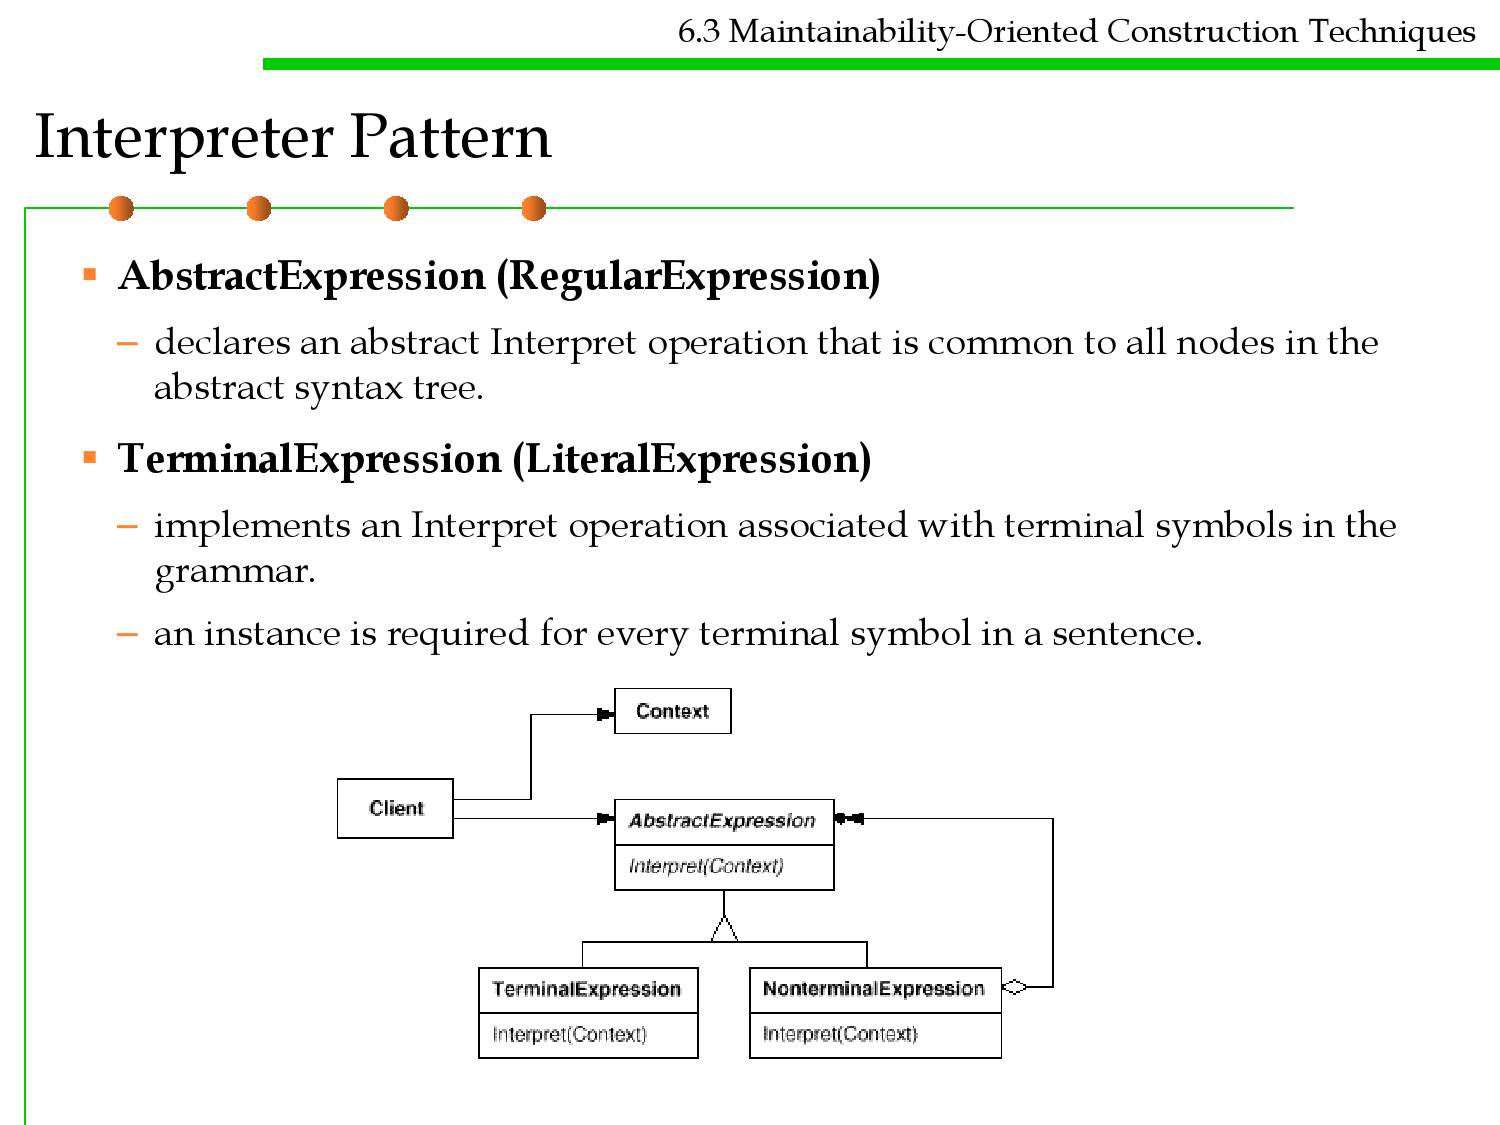 6.3 Maintainability-Oriented Construction Techniques
Interpreter Pattern
▪ AbstractExpression (RegularExpression)
– declares an abstract Interpret operation that is common to all nodes in the
abstract syntax tree.
▪ TerminalExpression (LiteralExpression)
– implements an Interpret operation associated with terminal symbols in the
grammar.
– an instance is required for every terminal symbol in a sentence.
Context
Client
AbstractExpression
Interpret(Context)
TerminalExpression
Interpret(Context)
NonterminalExpression
Interpret(Context)